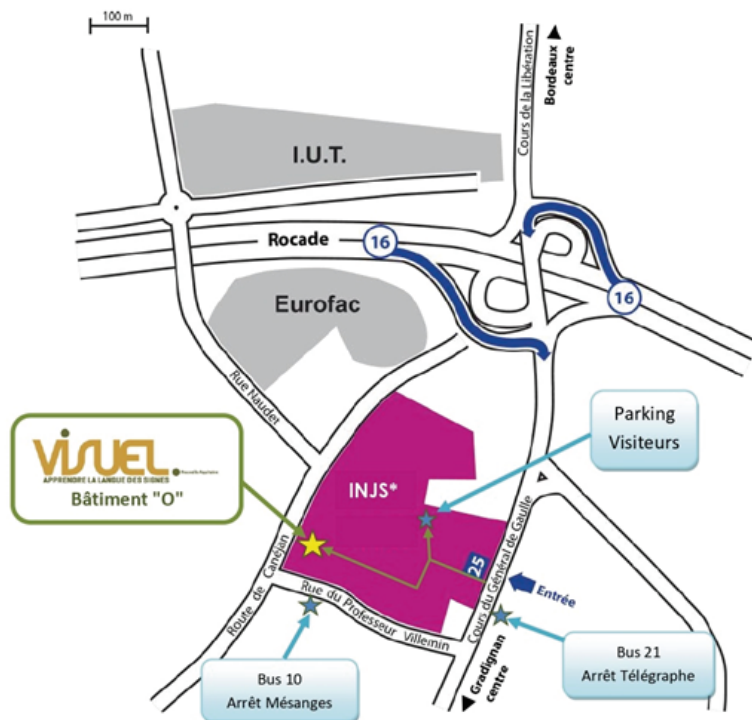 100 m
Cours de la Libération
Bordeaux
centre
I.U.T.
Rocade
16
16
Eurofac
Rue Naudet
Parking
Visiteurs
VISUEL
APPRENDRE LA LANGUE DES SIGNES
Nouvelle-Aquitaine
Bâtiment "O"
INJS*
25
Cours du Général de Gaulle
Entrée
Route de Canéjan
Rue du Professeur Villemin
Gradignan
centre
Bus 10
Arrêt Mésanges
Bus 21
Arrêt Télégraphe